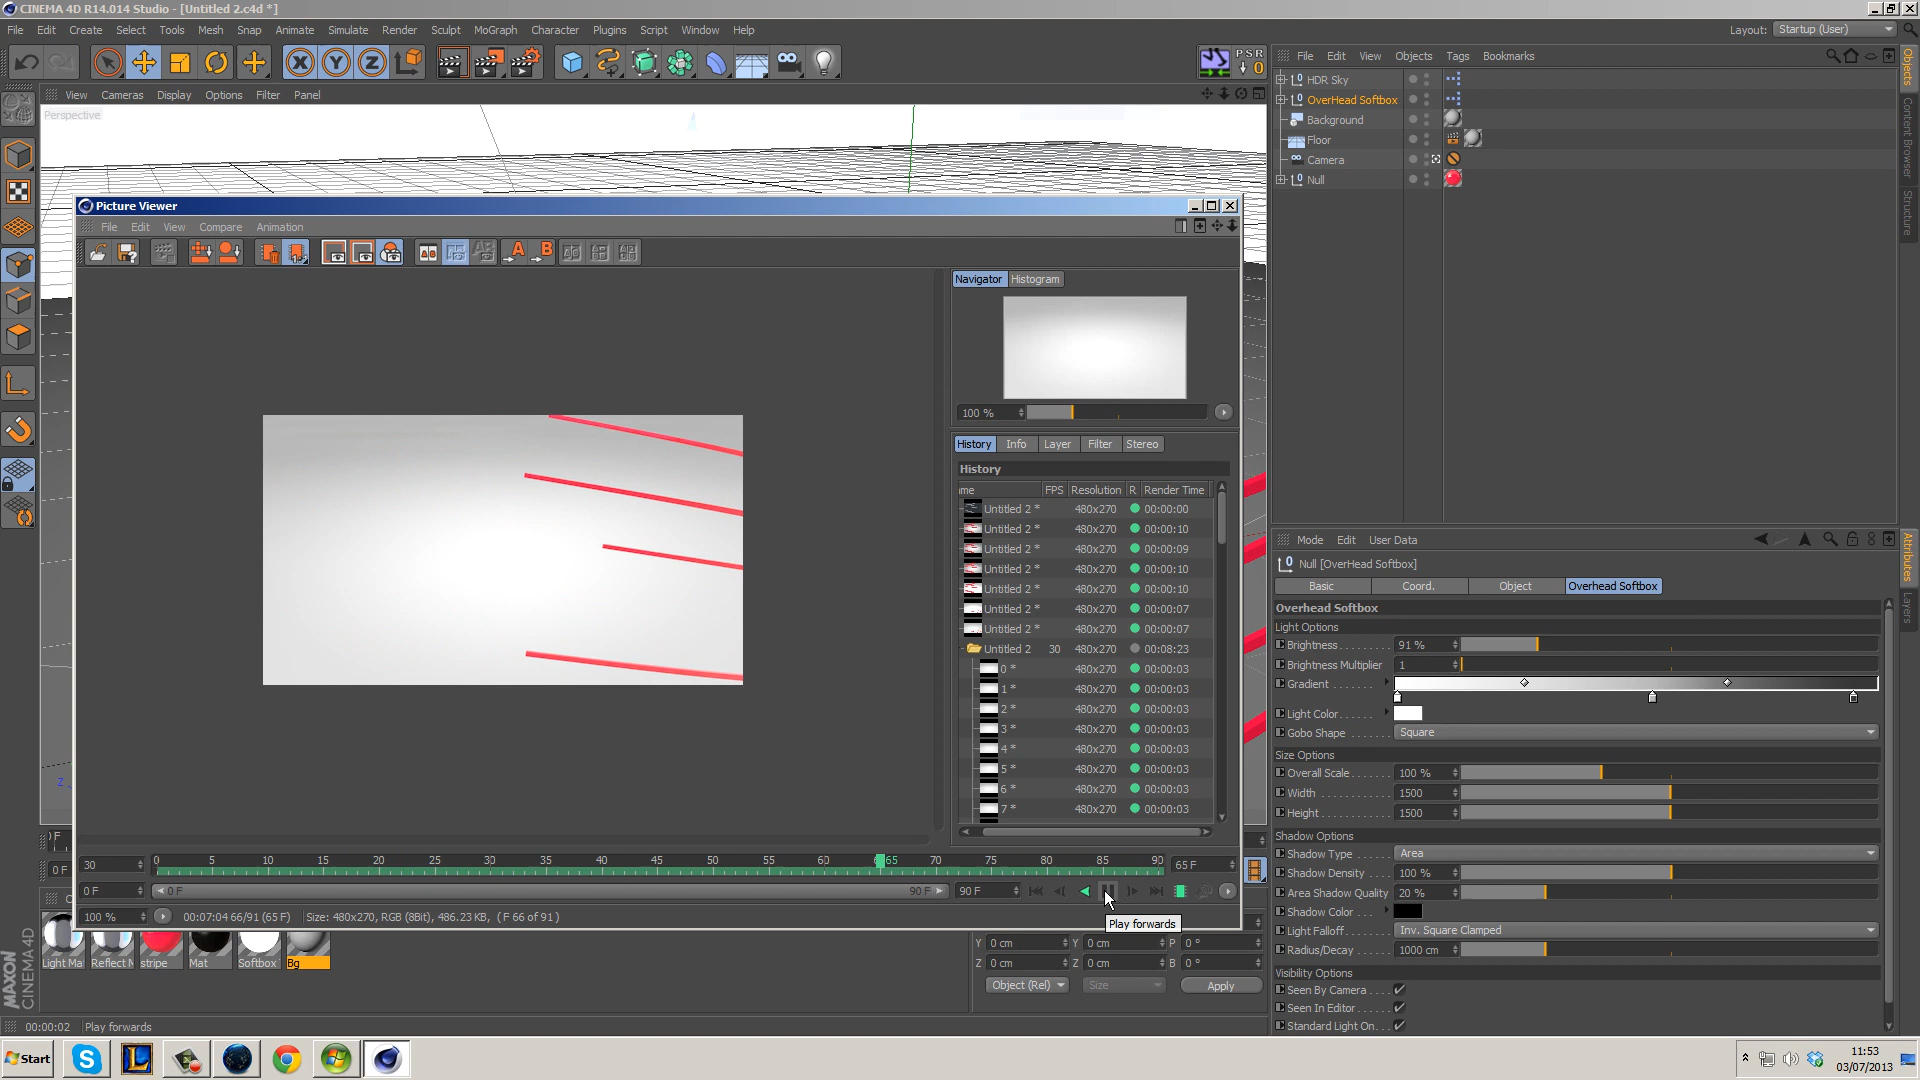 CINEMA 4D R14.014 Studio - [Untitled 2.c4d *]
File Edit Create Select Tools Mesh Snap Animate Simulate Render Sculpt MoGraph Character Plugins Script Window Help
Layout: Startup (User)
X Y Z
PSR
0
View Cameras Display Options Filter Panel
Perspective
File Edit View Objects Tags Bookmarks
HDR Sky
OverHead Softbox
Background
Floor
Camera
Null
Objects
Content Browser
Structure
Picture Viewer
File Edit View Compare Animation
Navigator Histogram
100 %
History Info Layer Filter Stereo
History
ame FPS Resolution R Render Time
Untitled 2 * 480x270 00:00:00
Untitled 2 * 480x270 00:00:10
Untitled 2 * 480x270 00:00:09
Untitled 2 * 480x270 00:00:10
Untitled 2 * 480x270 00:00:10
Untitled 2 * 480x270 00:00:07
Untitled 2 * 480x270 00:00:07
Untitled 2 30 480x270 00:08:23
0 * 480x270 00:00:03
1 * 480x270 00:00:03
2 * 480x270 00:00:03
3 * 480x270 00:00:03
4 * 480x270 00:00:03
5 * 480x270 00:00:03
6 * 480x270 00:00:03
7 * 480x270 00:00:03
30 0 5 10 15 20 25 30 35 40 45 50 55 60 65 70 75 80 85 90 65 F
0 F 0 F 90 F 90 F
100 % 00:07:04 66/91 (65 F) Size: 480x270, RGB (8Bit), 486.23 KB, ( F 66 of 91 )
Play forwards
Mode Edit User Data
Null [OverHead Softbox]
Basic Coord. Object Overhead Softbox
Overhead Softbox
Light Options
Brightness 91 %
Brightness Multiplier 1
Gradient
Light Color
Gobo Shape Square
Size Options
Overall Scale 100 %
Width 1500
Height 1500
Shadow Options
Shadow Type Area
Shadow Density 100 %
Area Shadow Quality 20 %
Shadow Color
Light Falloff Inv. Square Clamped
Radius/Decay 1000 cm
Visibility Options
Seen By Camera
Seen In Editor
Standard Light On
Attributes
Layers
Z
0 F
Light Ma Reflect M stripe Mat Softbox Bg
MAXON
CINEMA 4D
Y 0 cm Y 0 cm P 0 °
Z 0 cm Z 0 cm B 0 °
Object (Rel) Size Apply
00:00:02 Play forwards
Start
11:53
03/07/2013